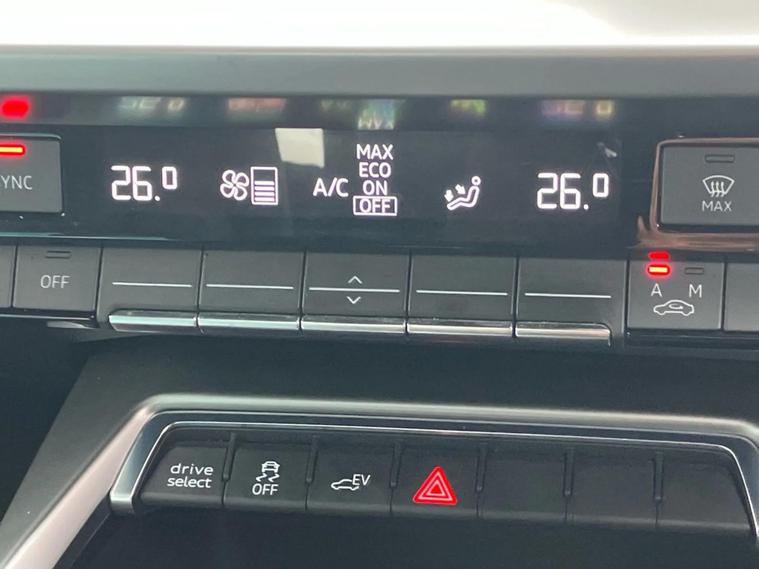 YNC
26.0
A/C
MAX
ECO
ON
OFF
26.0
MAX
OFF
A M
drive
select
OFF
EV